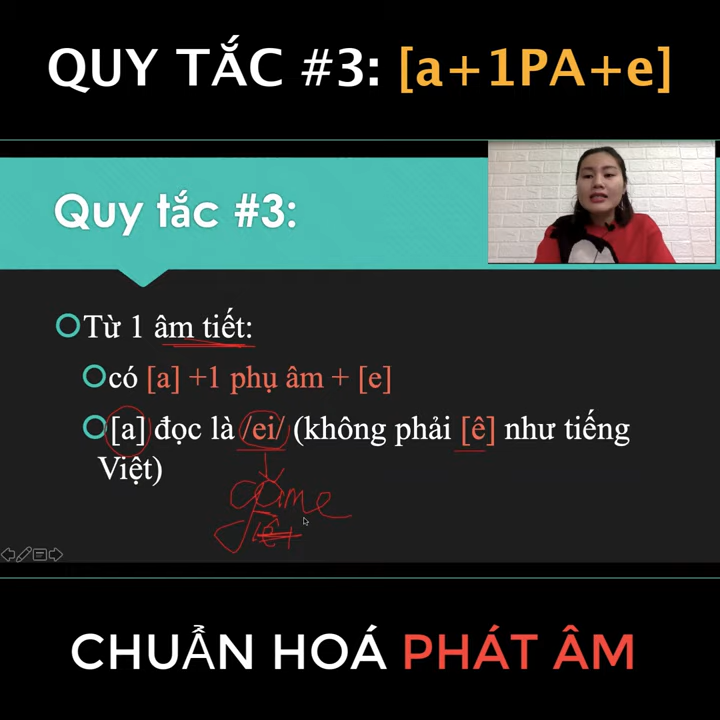 QUY TẮC #3: [a+1PA+e]
Quy tắc #3:
Từ 1 âm tiết:
có [a] +1 phụ âm + [e]
[a] đọc là /ei/ (không phải [ê] như tiếng
Việt)
game
CHUẨN HOÁ PHÁT ÂM